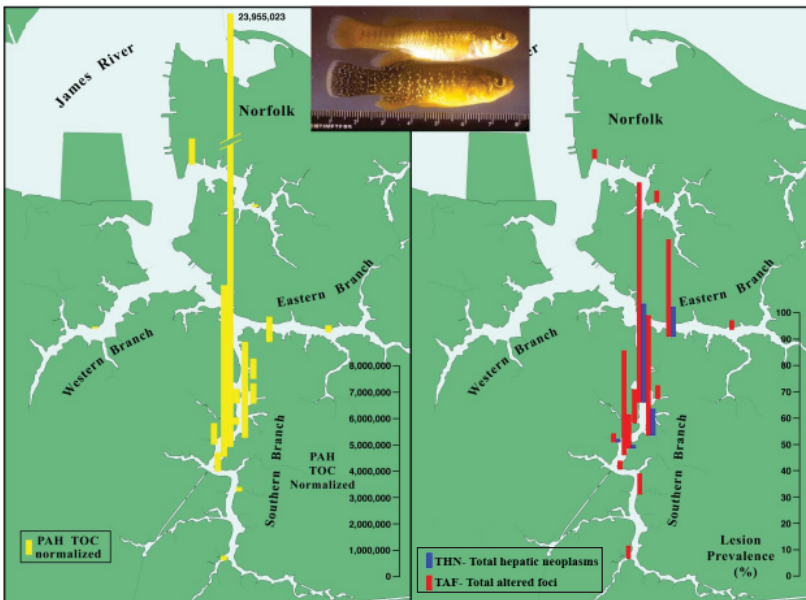 23,955,023
James River
Norfolk
Eastern Branch
Western Branch
Southern Branch
8,000,000
7,000,000
6,000,000
5,000,000
4,000,000
3,000,000
2,000,000
1,000,000
0
PAH
TOC
Normalized
PAH TOC
normalized
Norfolk
Eastern Branch
Western Branch
Southern Branch
100
90
80
70
60
50
40
30
20
10
0
Lesion
Prevalence
(%)
THN- Total hepatic neoplasms
TAF- Total altered foci